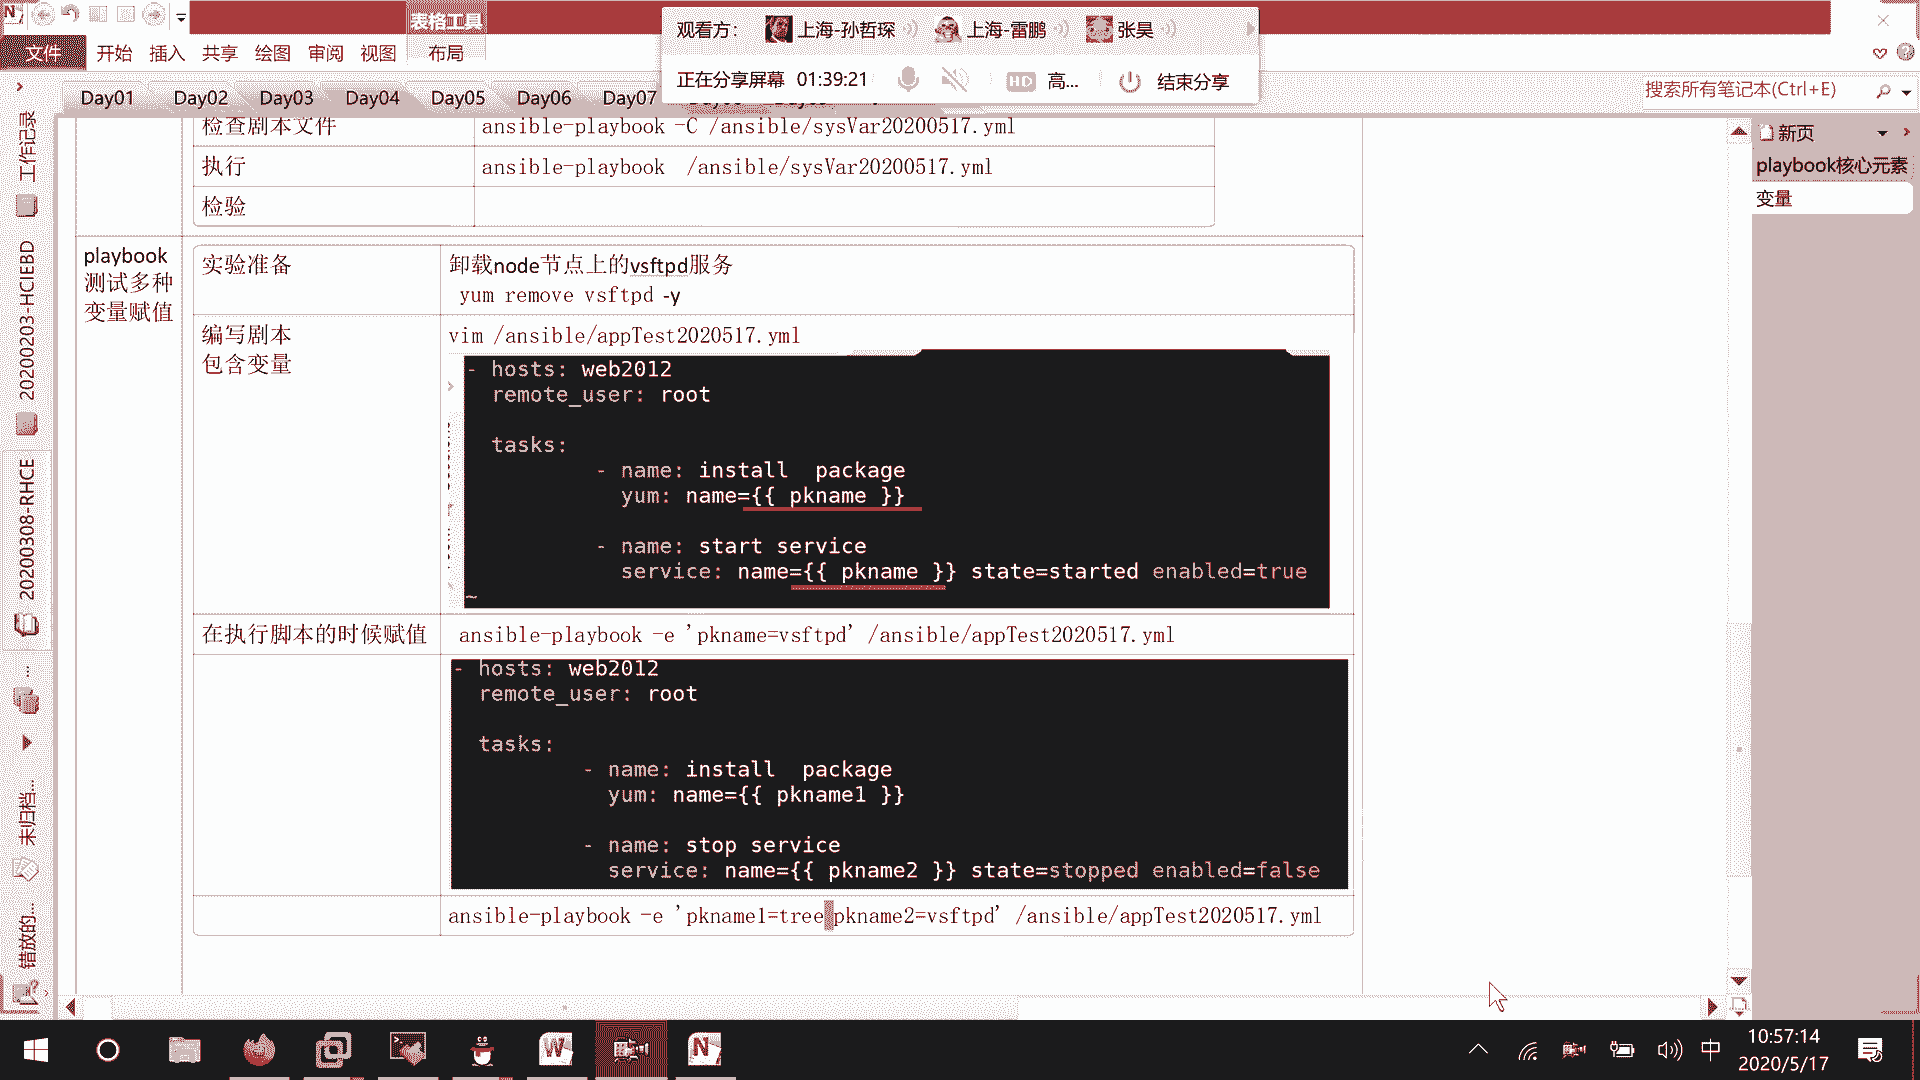 表格工具
文件 开始 插入 共享 绘图 审阅 视图 布局
观看方: 上海-孙哲琛 上海-雷鹏 张昊
正在分享屏幕 01:39:21 HD 高... 结束分享
Day01 Day02 Day03 Day04 Day05 Day06 Day07
搜索所有笔记本(Ctrl+E)
新页
playbook核心元素
变量
工作记录
20200203-HCIEBD
20200308-RHCE
...
未归档...
错放的...
检查剧本文件 ansible-playbook -C /ansible/sysVar20200517.yml
执行 ansible-playbook /ansible/sysVar20200517.yml
检验
playbook
测试多种
变量赋值
实验准备 卸载node节点上的vsftpd服务
yum remove vsftpd -y
编写剧本
包含变量
vim /ansible/appTest2020517.yml
- hosts: web2012
remote_user: root
tasks:
- name: install  package
yum: name={{ pkname }}
- name: start service
service: name={{ pkname }} state=started enabled=true
~
在执行脚本的时候赋值 ansible-playbook -e 'pkname=vsftpd' /ansible/appTest2020517.yml
- hosts: web2012
remote_user: root
tasks:
- name: install  package
yum: name={{ pkname1 }}
- name: stop service
service: name={{ pkname2 }} state=stopped enabled=false
ansible-playbook -e 'pkname1=tree pkname2=vsftpd' /ansible/appTest2020517.yml
中
10:57:14
2020/5/17